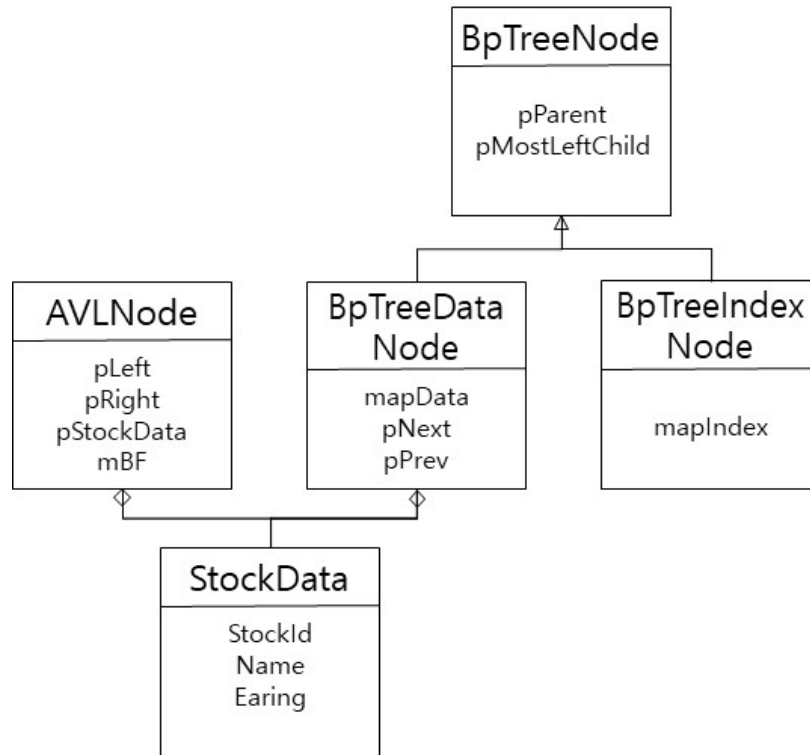 BpTreeNode
pParent
pMostLeftChild
AVLNode
pLeft
pRight
pStockData
mBF
BpTreeData
Node
mapData
pNext
pPrev
BpTreeIndex
Node
mapIndex
StockData
StockId
Name
Earing